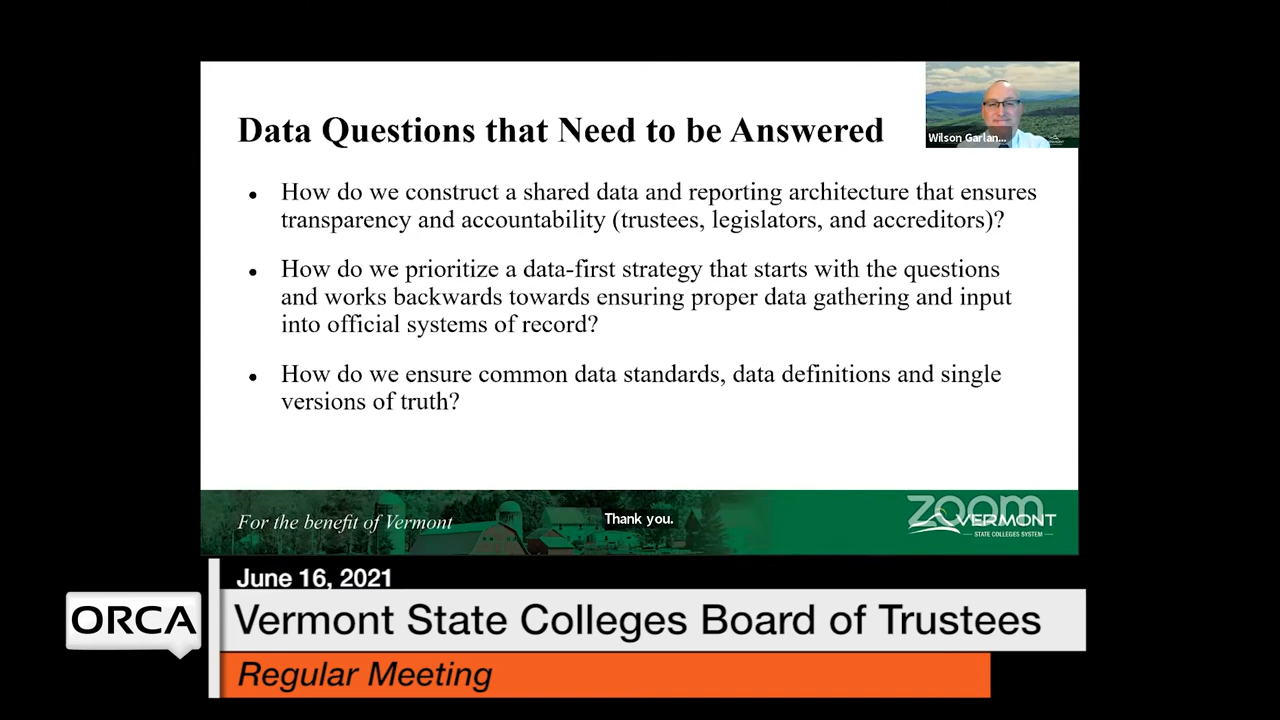 Data Questions that Need to be Answered
Wilson Garlan...
• How do we construct a shared data and reporting architecture that ensures
transparency and accountability (trustees, legislators, and accreditors)?
• How do we prioritize a data-first strategy that starts with the questions
and works backwards towards ensuring proper data gathering and input
into official systems of record?
• How do we ensure common data standards, data definitions and single
versions of truth?
For the benefit of Vermont
Thank you.
zoom
VERMONT
STATE COLLEGES SYSTEM
June 16, 2021
ORCA
Vermont State Colleges Board of Trustees
Regular Meeting